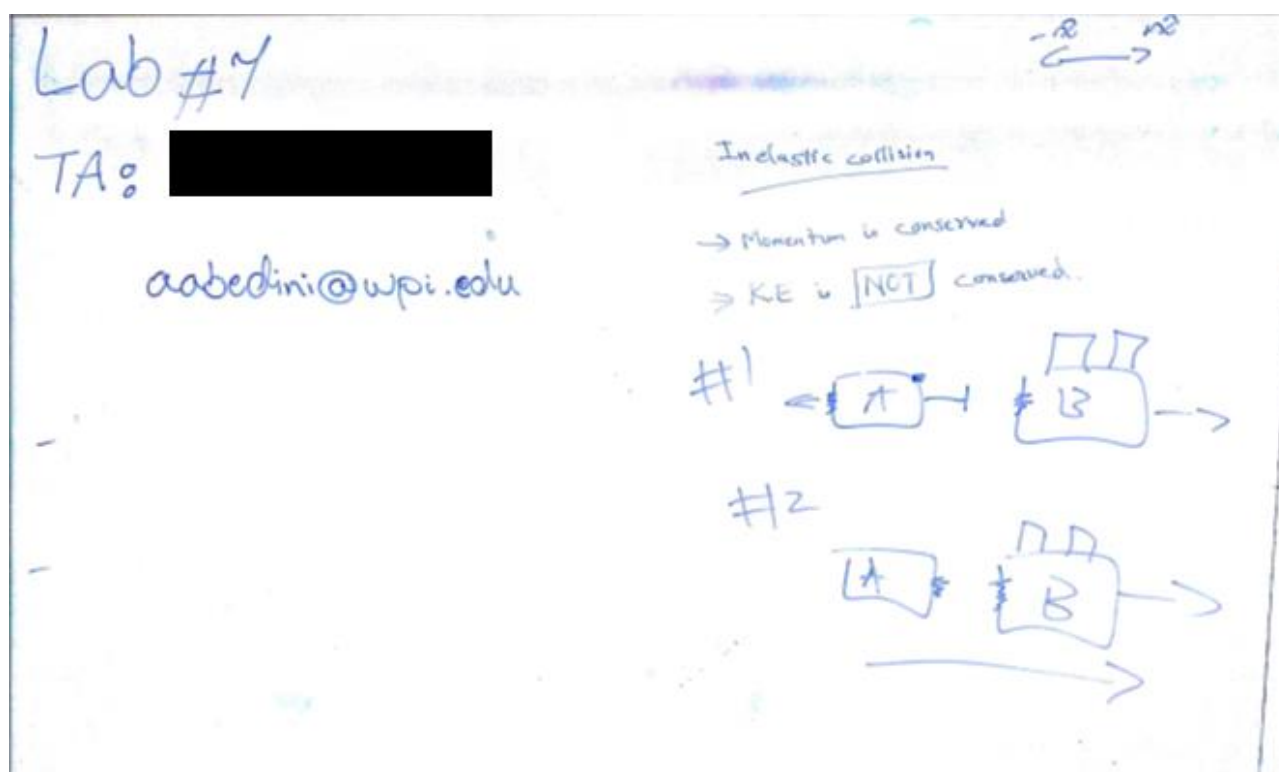 Lab #7
TA:
aabedini@wpi.edu
-x x
Inelastic collision
→ Momentum is conserved
→ KE is NOT conserved.
#1
A B
#2
A B